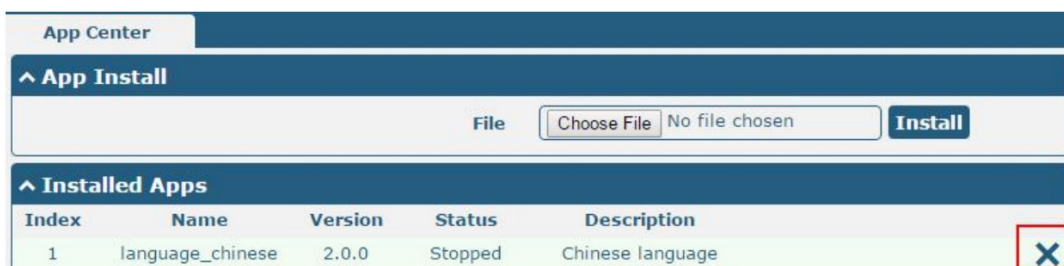 App Center
App Install
File Choose File No file chosen Install
Installed Apps
Index Name Version Status Description
1 language_chinese 2.0.0 Stopped Chinese language